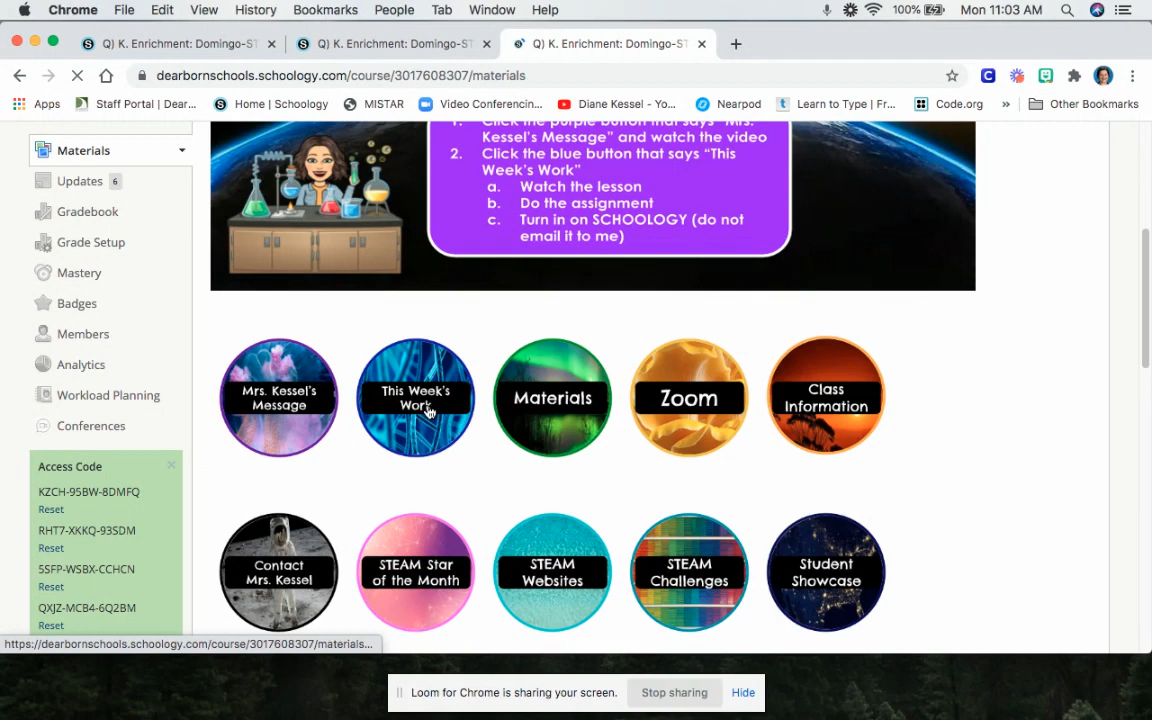 Chrome File Edit View History Bookmarks People Tab Window Help 100% Mon 11:03 AM
Q) K. Enrichment: Domingo-ST
Q) K. Enrichment: Domingo-ST
Q) K. Enrichment: Domingo-ST
dearbornschools.schoology.com/course/3017608307/materials
Apps Staff Portal | Dear... Home | Schoology MISTAR Video Conferencin... Diane Kessel - Yo... Nearpod Learn to Type | Fr... Code.org » Other Bookmarks
Materials
Updates 6
Gradebook
Grade Setup
Mastery
Badges
Members
Analytics
Workload Planning
Conferences
Access Code
KZCH-95BW-8DMFQ
Reset
RHT7-XKKQ-93SDM
Reset
5SFP-WSBX-CCHCN
Reset
QXJZ-MCB4-6Q2BM
Reset
1. Click the purple button that says "Mrs.
Kessel's Message" and watch the video
2. Click the blue button that says "This
Week's Work"
a. Watch the lesson
b. Do the assignment
c. Turn in on SCHOOLOGY (do not
email it to me)
Mrs. Kessel's
Message
This Week's
Work
Materials
Zoom
Class
Information
Contact
Mrs. Kessel
STEAM Star
of the Month
STEAM
Websites
STEAM
Challenges
Student
Showcase
https://dearbornschools.schoology.com/course/3017608307/materials...
Loom for Chrome is sharing your screen. Stop sharing Hide